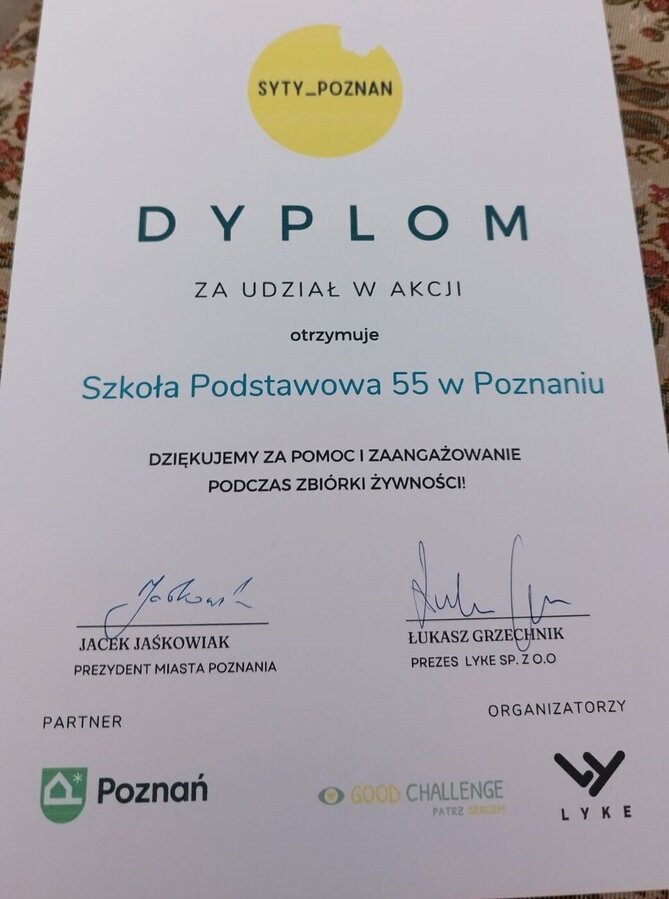 SYTY_POZNAN
DYPLOM
ZA UDZIAŁ W AKCJI
otrzymuje
Szkoła Podstawowa 55 w Poznaniu
DZIĘKUJEMY ZA POMOC I ZAANGAŻOWANIE
PODCZAS ZBIÓRKI ŻYWNOŚCI!
JACEK JAŚKOWIAK
PREZYDENT MIASTA POZNANIA
ŁUKASZ GRZECHNIK
PREZES LYKE SP. Z O.O
PARTNER
ORGANIZATORZY
Poznań
GOOD CHALLENGE
PATRZ SERCEM
LYKE